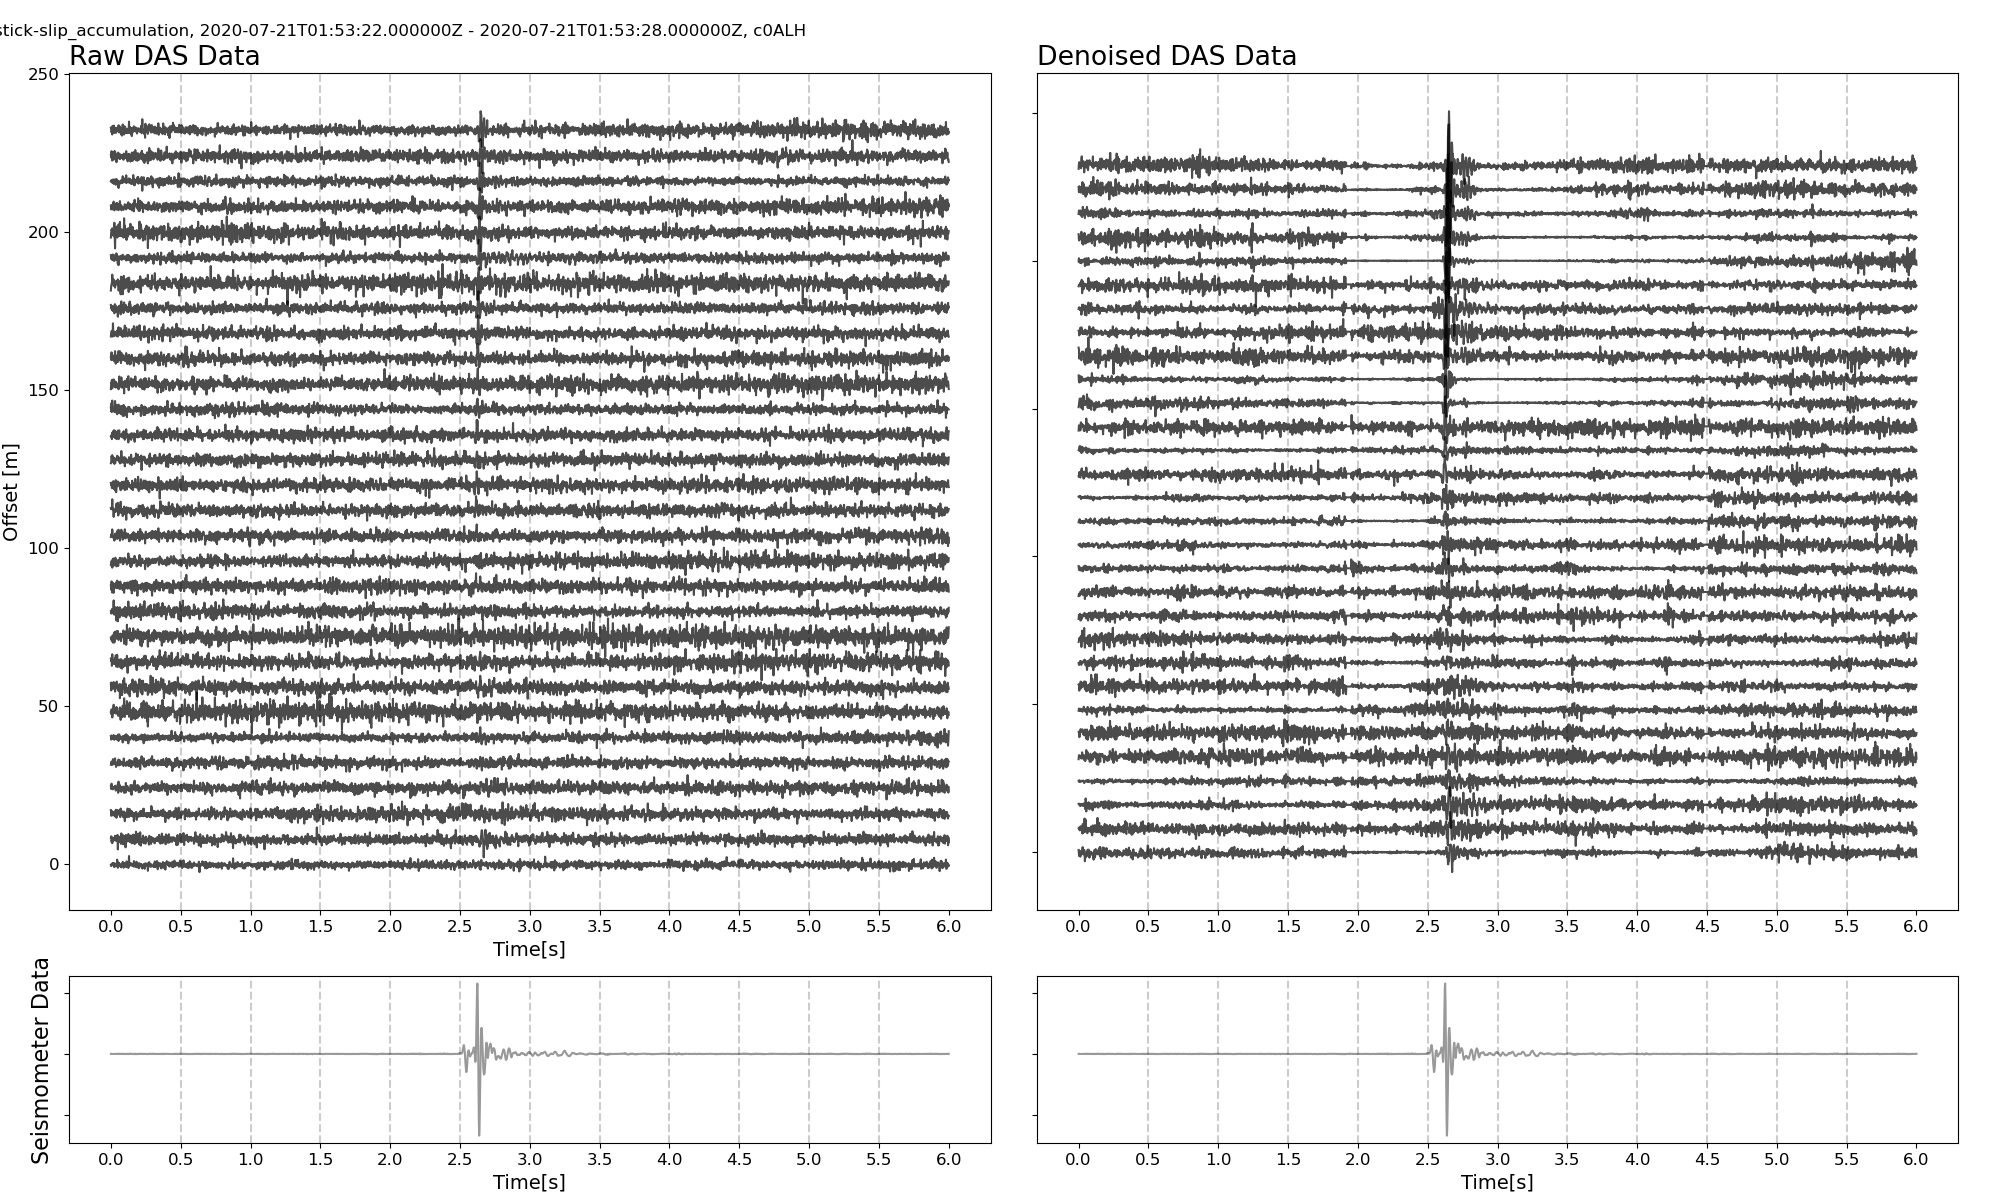 stick-slip_accumulation, 2020-07-21T01:53:22.000000Z - 2020-07-21T01:53:28.000000Z, c0ALH
Raw DAS Data
Denoised DAS Data
250
200
150
100
50
0
Offset [m]
0.0 0.5 1.0 1.5 2.0 2.5 3.0 3.5 4.0 4.5 5.0 5.5 6.0
Time[s]
0.0 0.5 1.0 1.5 2.0 2.5 3.0 3.5 4.0 4.5 5.0 5.5 6.0
Seismometer Data
0.0 0.5 1.0 1.5 2.0 2.5 3.0 3.5 4.0 4.5 5.0 5.5 6.0
Time[s]
0.0 0.5 1.0 1.5 2.0 2.5 3.0 3.5 4.0 4.5 5.0 5.5 6.0
Time[s]